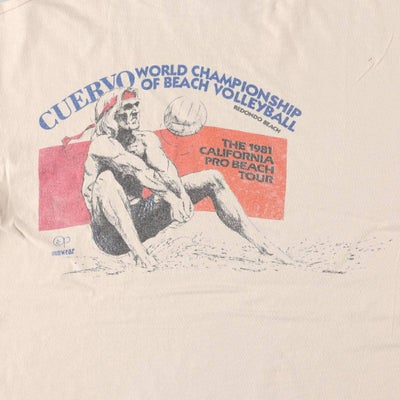 CUERVO WORLD CHAMPIONSHIP
OF BEACH VOLLEYBALL
REDONDO BEACH
THE 1981
CALIFORNIA
PRO BEACH
TOUR
op
sunwear